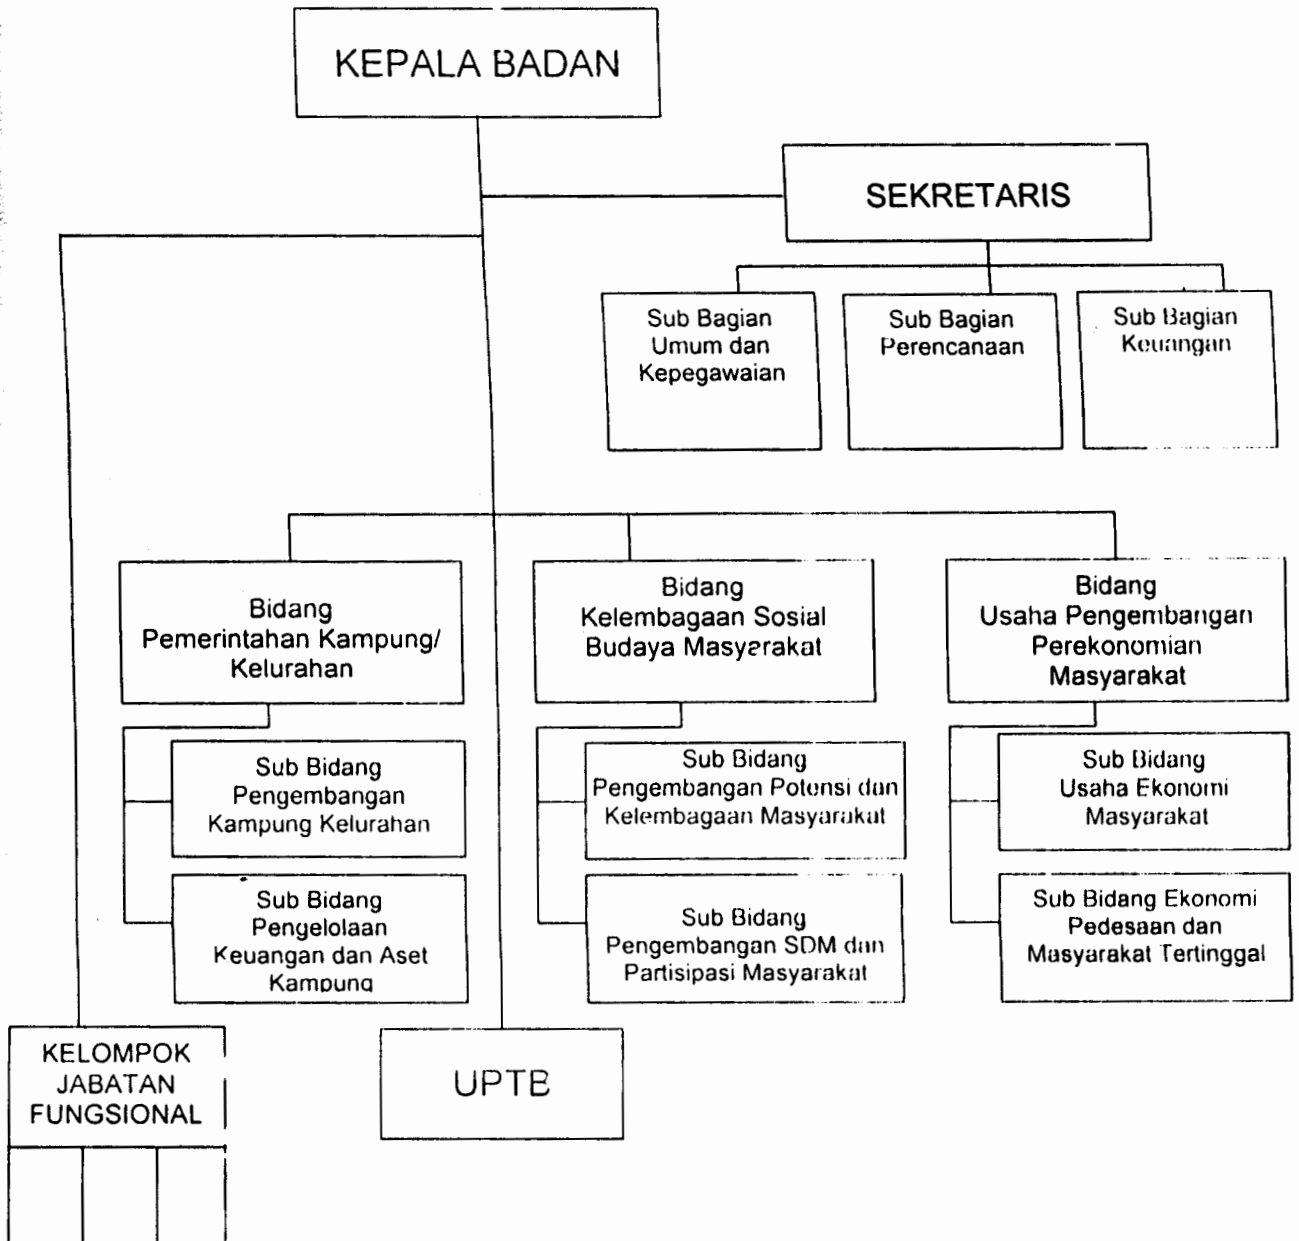 KEPALA BADAN
SEKRETARIS
Sub Bagian
Umum dan
Kepegawaian
Sub Bagian
Perencanaan
Sub Bagian
Keuangan
Bidang
Pemerintahan Kampung/
Kelurahan
Bidang
Kelembagaan Sosial
Budaya Masyarakat
Bidang
Usaha Pengembangan
Perekonomian
Masyarakat
Sub Bidang
Pengembangan
Kampung Kelurahan
Sub Bidang
Pengembangan Potensi dan
Kelembagaan Masyarakat
Sub Bidang
Usaha Ekonomi
Masyarakat
Sub Bidang
Pengelolaan
Keuangan dan Aset
Kampung
Sub Bidang
Pengembangan SDM dan
Partisipasi Masyarakat
Sub Bidang Ekonomi
Pedesaan dan
Masyarakat Tertinggal
KELOMPOK
JABATAN
FUNGSIONAL
UPTB